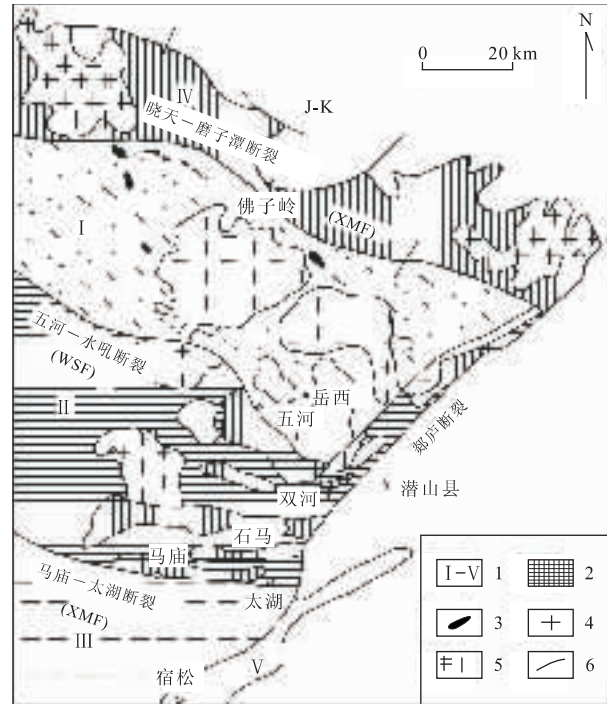 N
0 20 km
Ⅳ
J-K
晓天－磨子潭断裂
佛子岭
(XMF)
Ⅰ
五河－水吼断裂
(WSF)
岳西
Ⅱ
五河
郯庐断裂
双河
潜山县
石马
马庙
马庙－太湖断裂
(XMF)
太湖
Ⅲ
Ⅴ
宿松
Ⅰ-Ⅴ 1
2
3
4
5
6